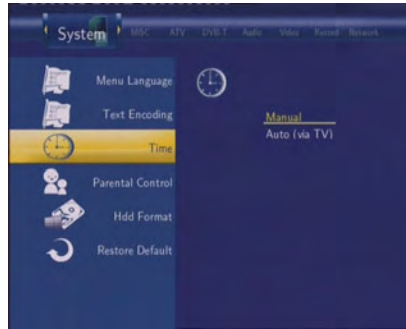 System MISC ATV DVB-T Audio Video Record Network
Menu Language
Text Encoding
Time
Parental Control
Hdd Format
Restore Default
Manual
Auto (via TV)